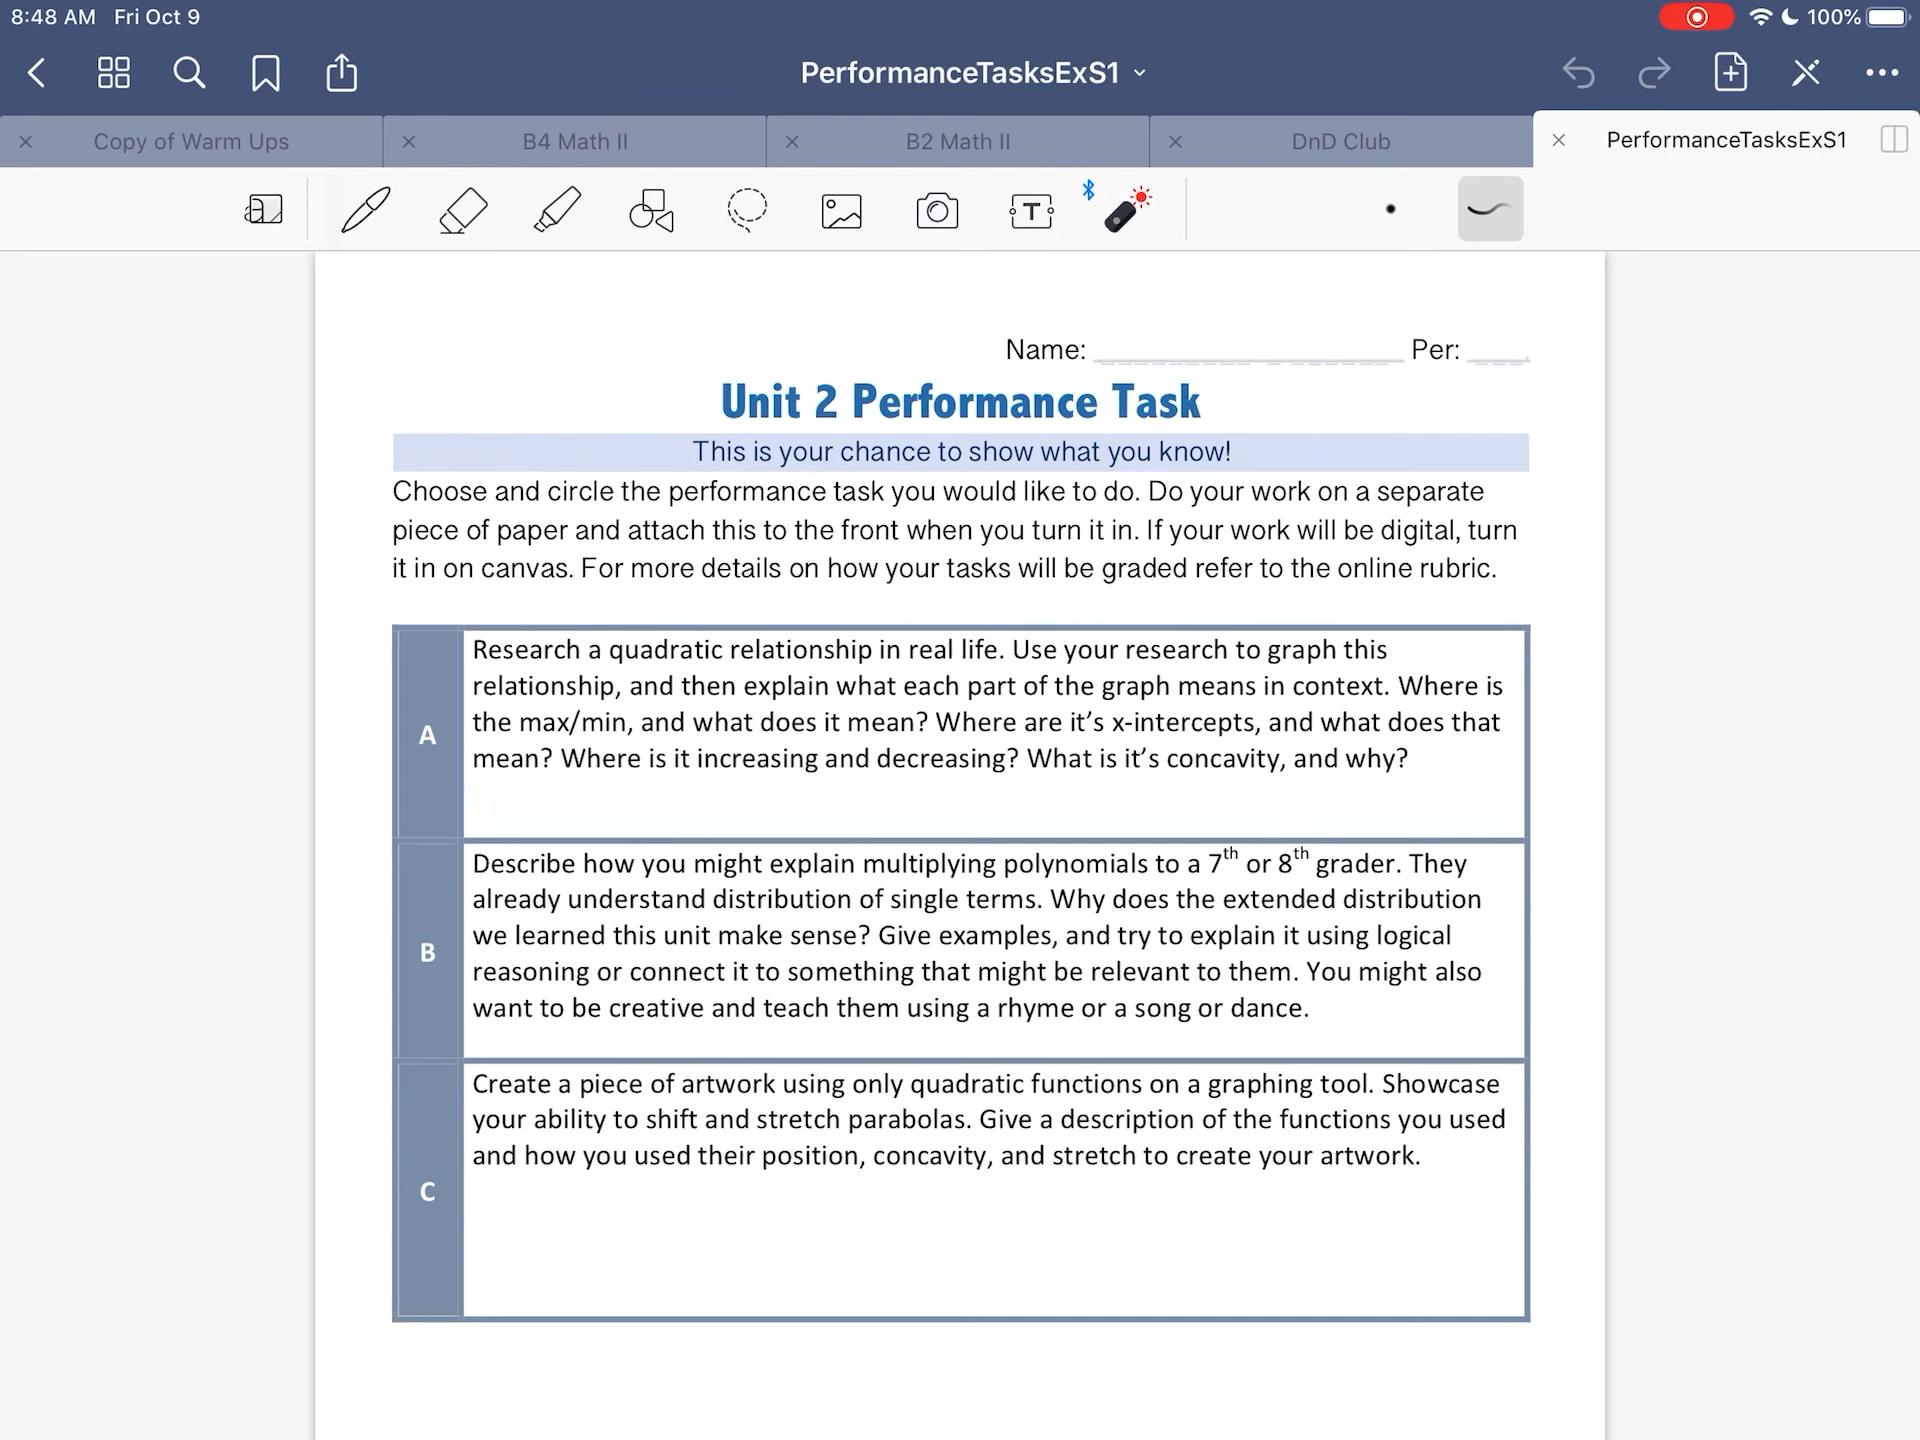 8:48 AM Fri Oct 9
100%
PerformanceTasksExS1
Copy of Warm Ups
B4 Math II
B2 Math II
DnD Club
PerformanceTasksExS1
Name: Per:
Unit 2 Performance Task
This is your chance to show what you know!
Choose and circle the performance task you would like to do. Do your work on a separate
piece of paper and attach this to the front when you turn it in. If your work will be digital, turn
it in on canvas. For more details on how your tasks will be graded refer to the online rubric.
A
Research a quadratic relationship in real life. Use your research to graph this
relationship, and then explain what each part of the graph means in context. Where is
the max/min, and what does it mean? Where are it’s x-intercepts, and what does that
mean? Where is it increasing and decreasing? What is it’s concavity, and why?
B
Describe how you might explain multiplying polynomials to a 7th or 8th grader. They
already understand distribution of single terms. Why does the extended distribution
we learned this unit make sense? Give examples, and try to explain it using logical
reasoning or connect it to something that might be relevant to them. You might also
want to be creative and teach them using a rhyme or a song or dance.
C
Create a piece of artwork using only quadratic functions on a graphing tool. Showcase
your ability to shift and stretch parabolas. Give a description of the functions you used
and how you used their position, concavity, and stretch to create your artwork.